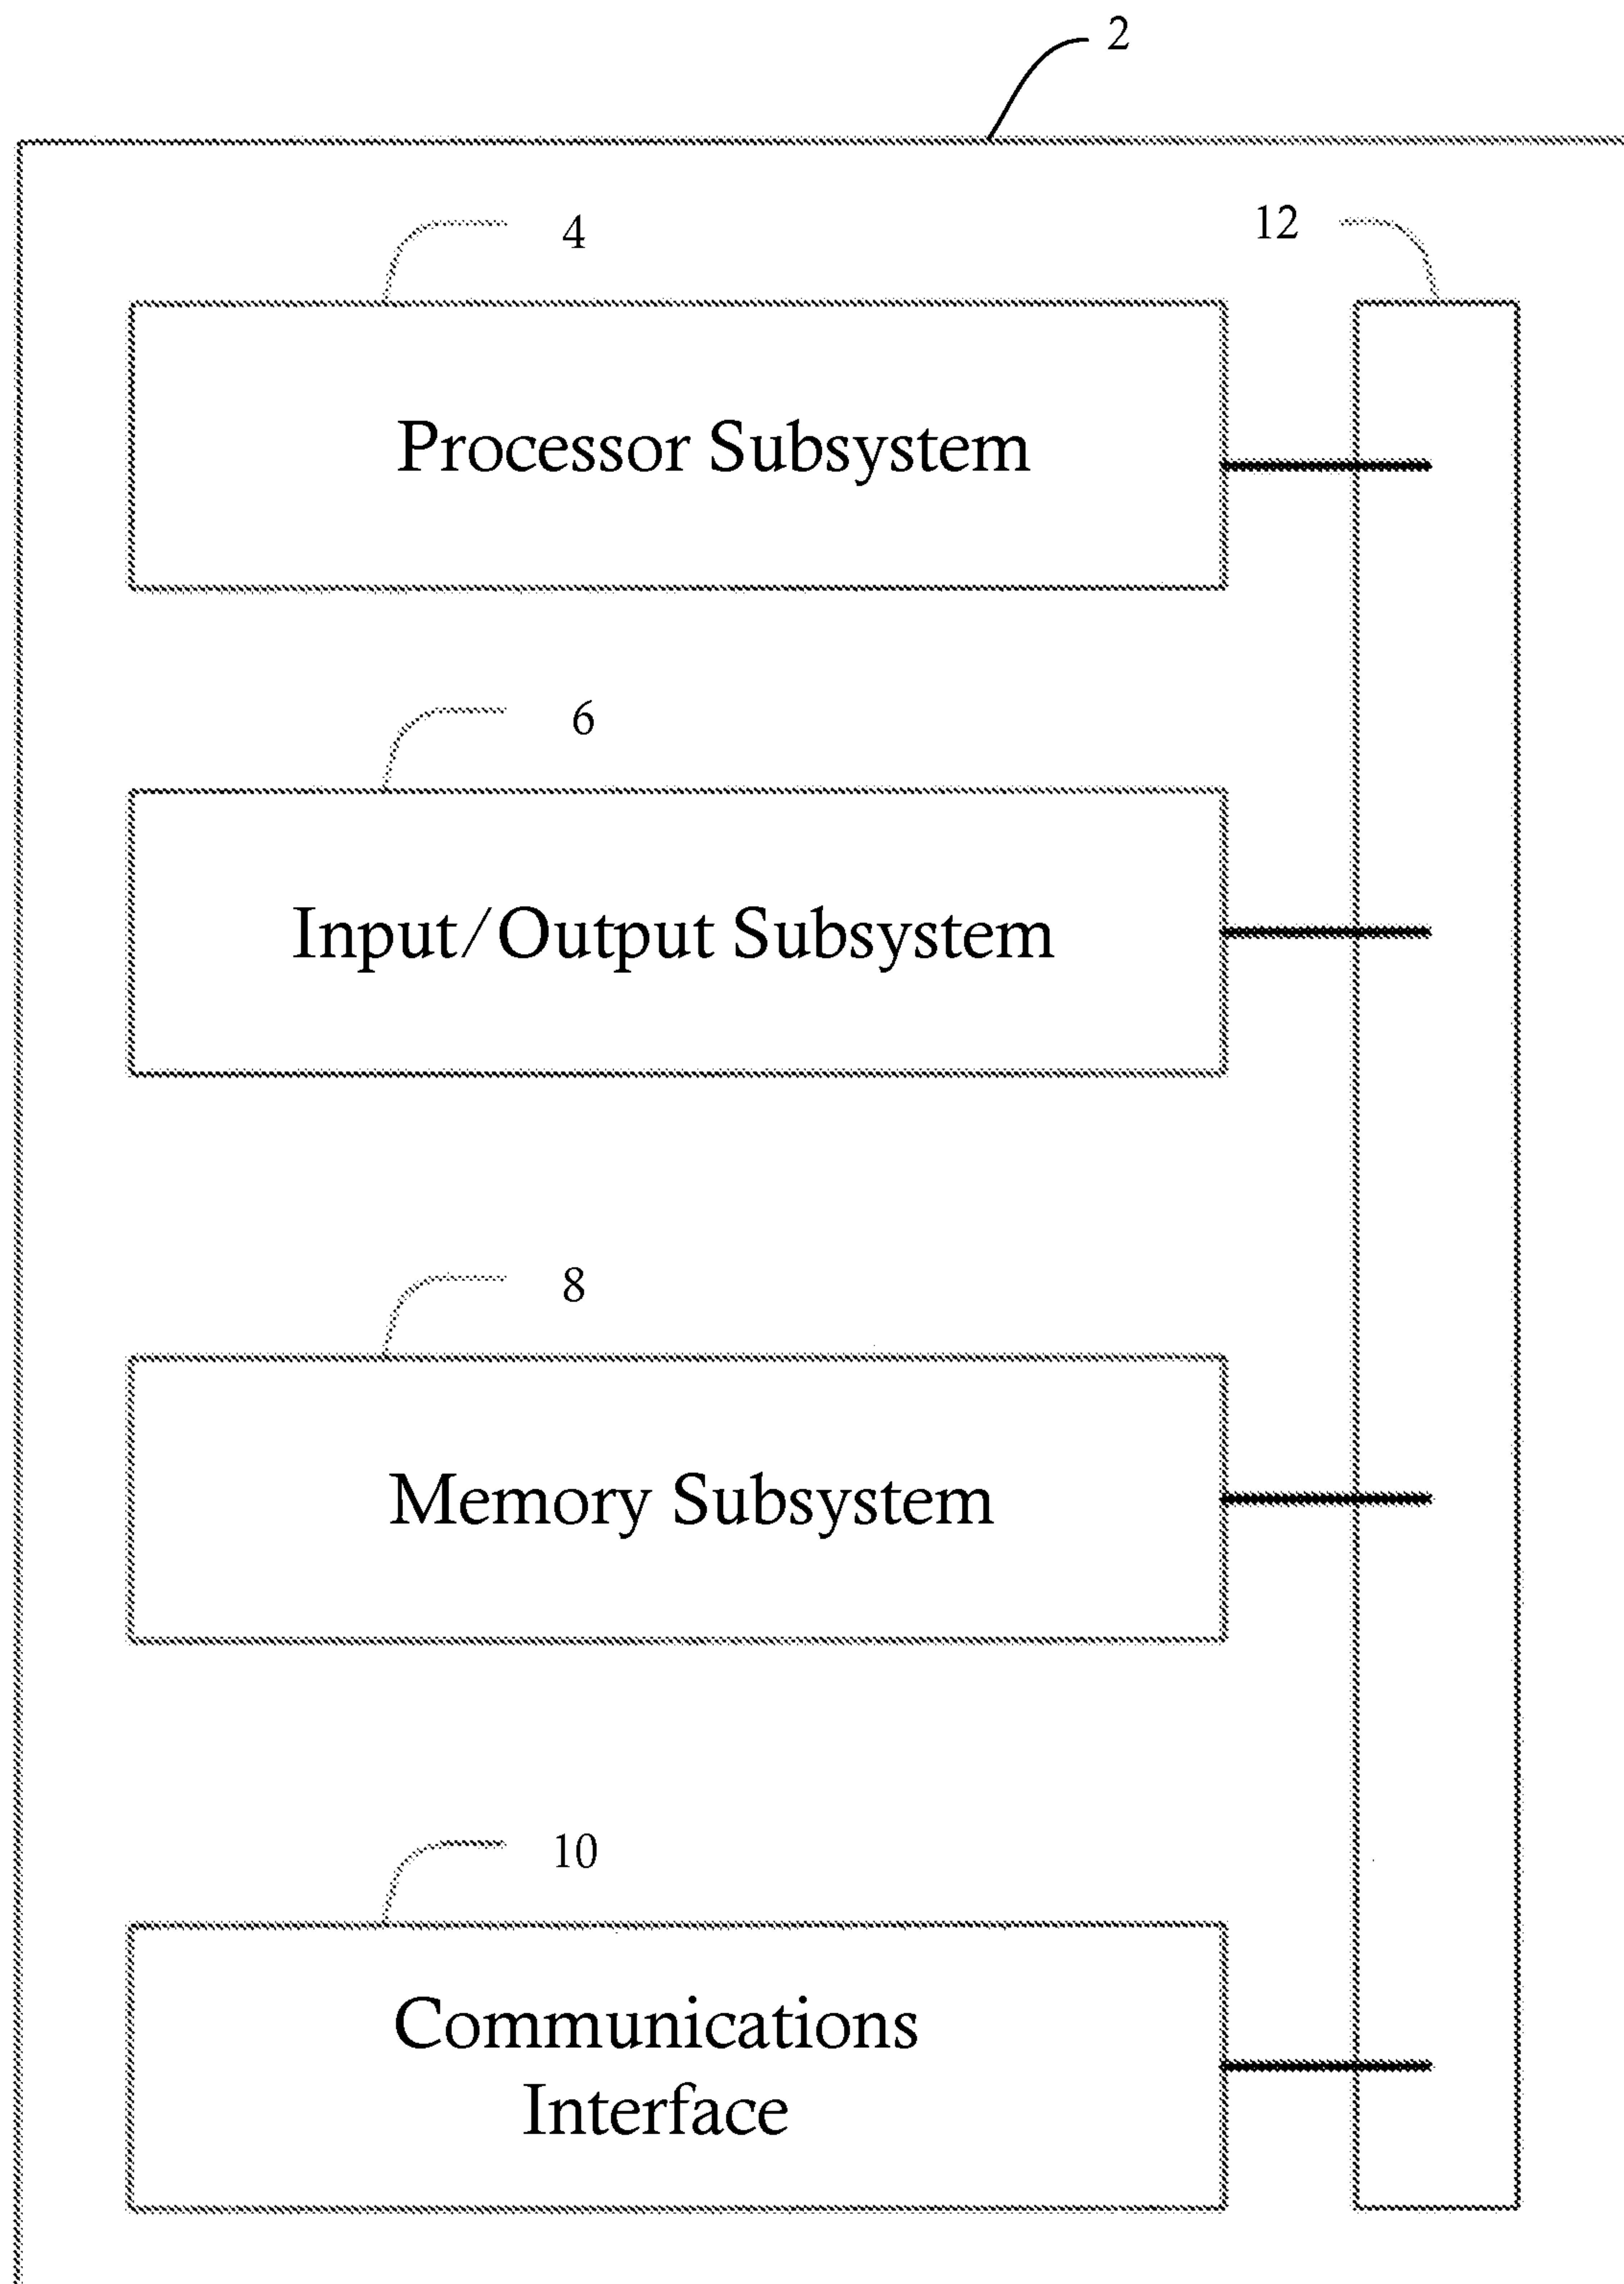 2
4
12
Processor Subsystem
6
Input/Output Subsystem
8
Memory Subsystem
10
Communications
Interface